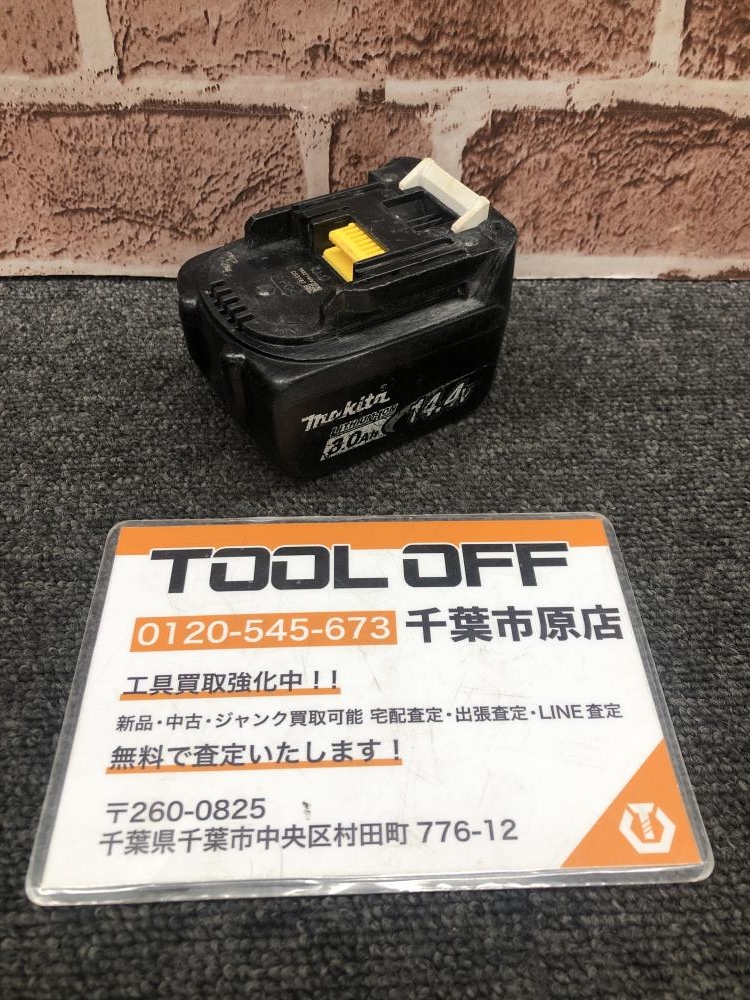 makita
LITHIUM-ION
3.0Ah
14.4V
TOOL OFF
0120-545-673 千葉市原店
工具買取強化中！！
新品・中古・ジャンク買取可能 宅配査定・出張査定・LINE査定
無料で査定いたします！
〒260-0825
千葉県千葉市中央区村田町 776-12